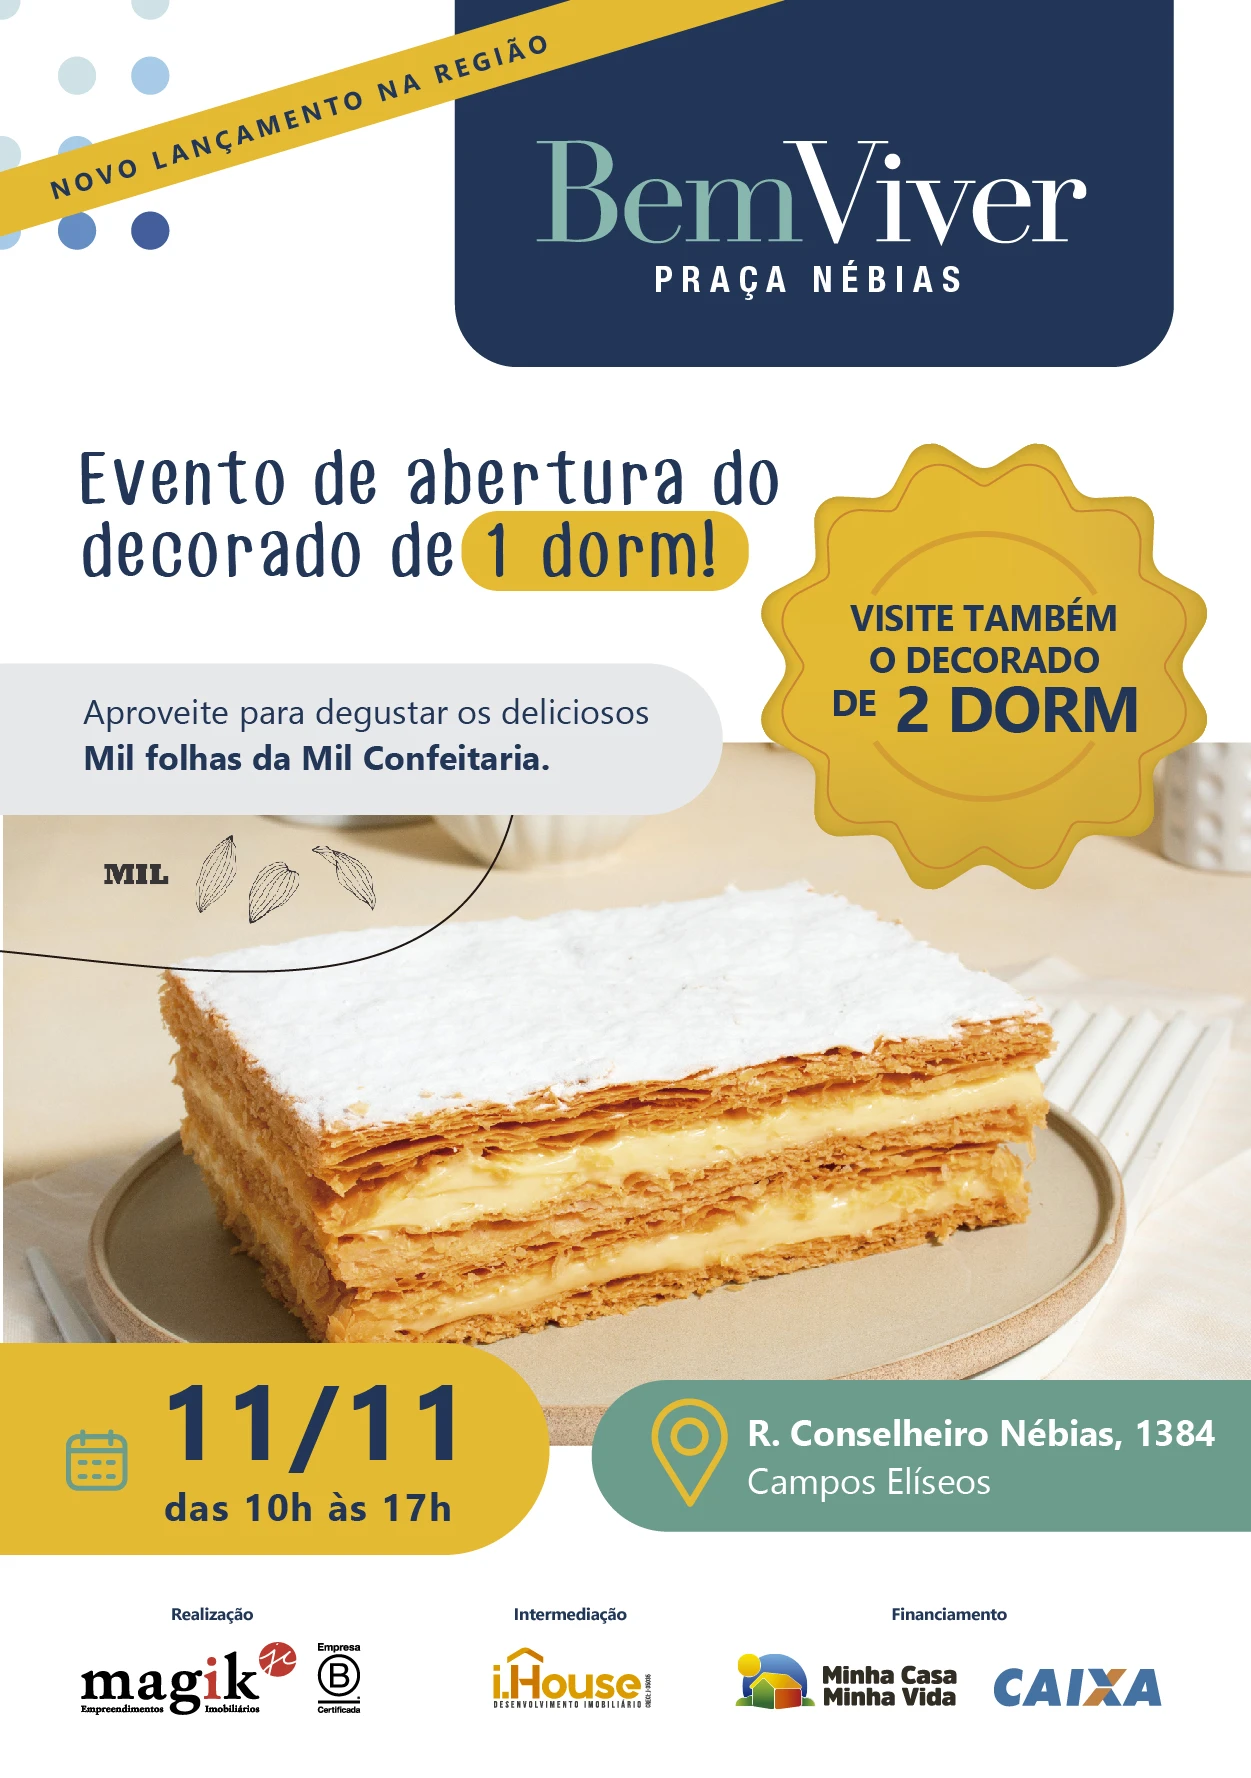 NOVO LANÇAMENTO NA REGIÃO
BemViver
PRAÇA NÉBIAS
Evento de abertura do
decorado de 1 dorm!
VISITE TAMBÉM
O DECORADO
DE 2 DORM
Aproveite para degustar os deliciosos
Mil folhas da Mil Confeitaria.
MIL
11/11
das 10h às 17h
R. Conselheiro Nébias, 1384
Campos Elíseos
Realização
magik jc
Empreendimentos Imobiliários
Empresa
B
Certificada
Intermediação
i.House
DESENVOLVIMENTO IMOBILIÁRIO
Financiamento
Minha Casa
Minha Vida
CAIXA